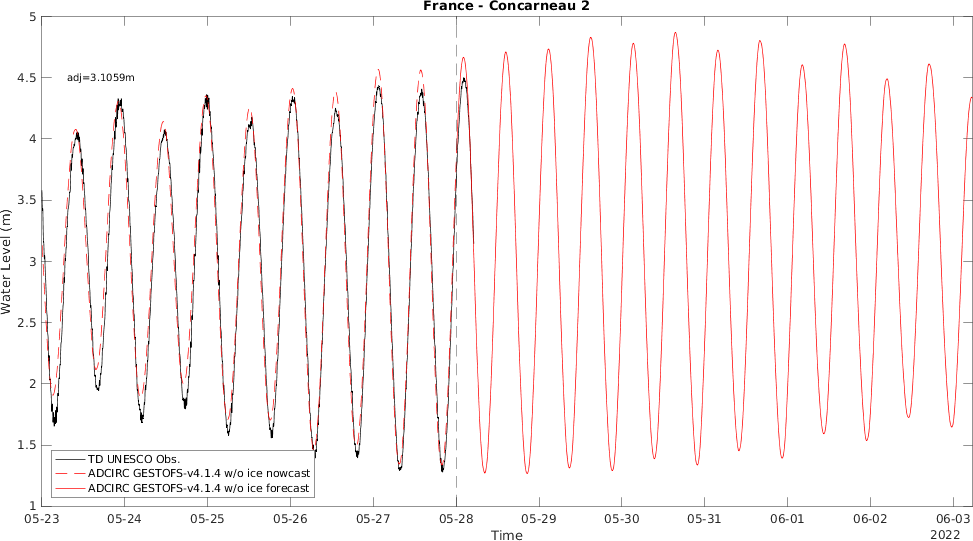 France - Concarneau 2
5
4.5
4
3.5
3
2.5
2
1.5
1
Water Level (m)
adj=3.1059m
TD UNESCO Obs.
ADCIRC GESTOFS-v4.1.4 w/o ice nowcast
ADCIRC GESTOFS-v4.1.4 w/o ice forecast
05-23 05-24 05-25 05-26 05-27 05-28 05-29 05-30 05-31 06-01 06-02 06-03
Time
2022